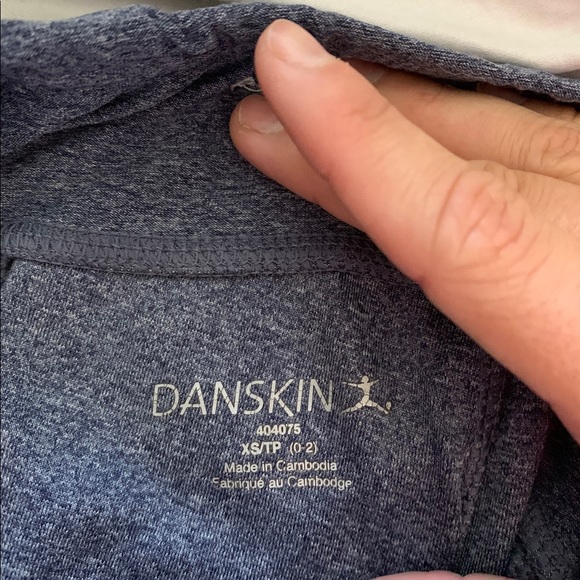 DANSKIN
404075
XS/TP (0-2)
Made in Cambodia
Fabriqué au Cambodge